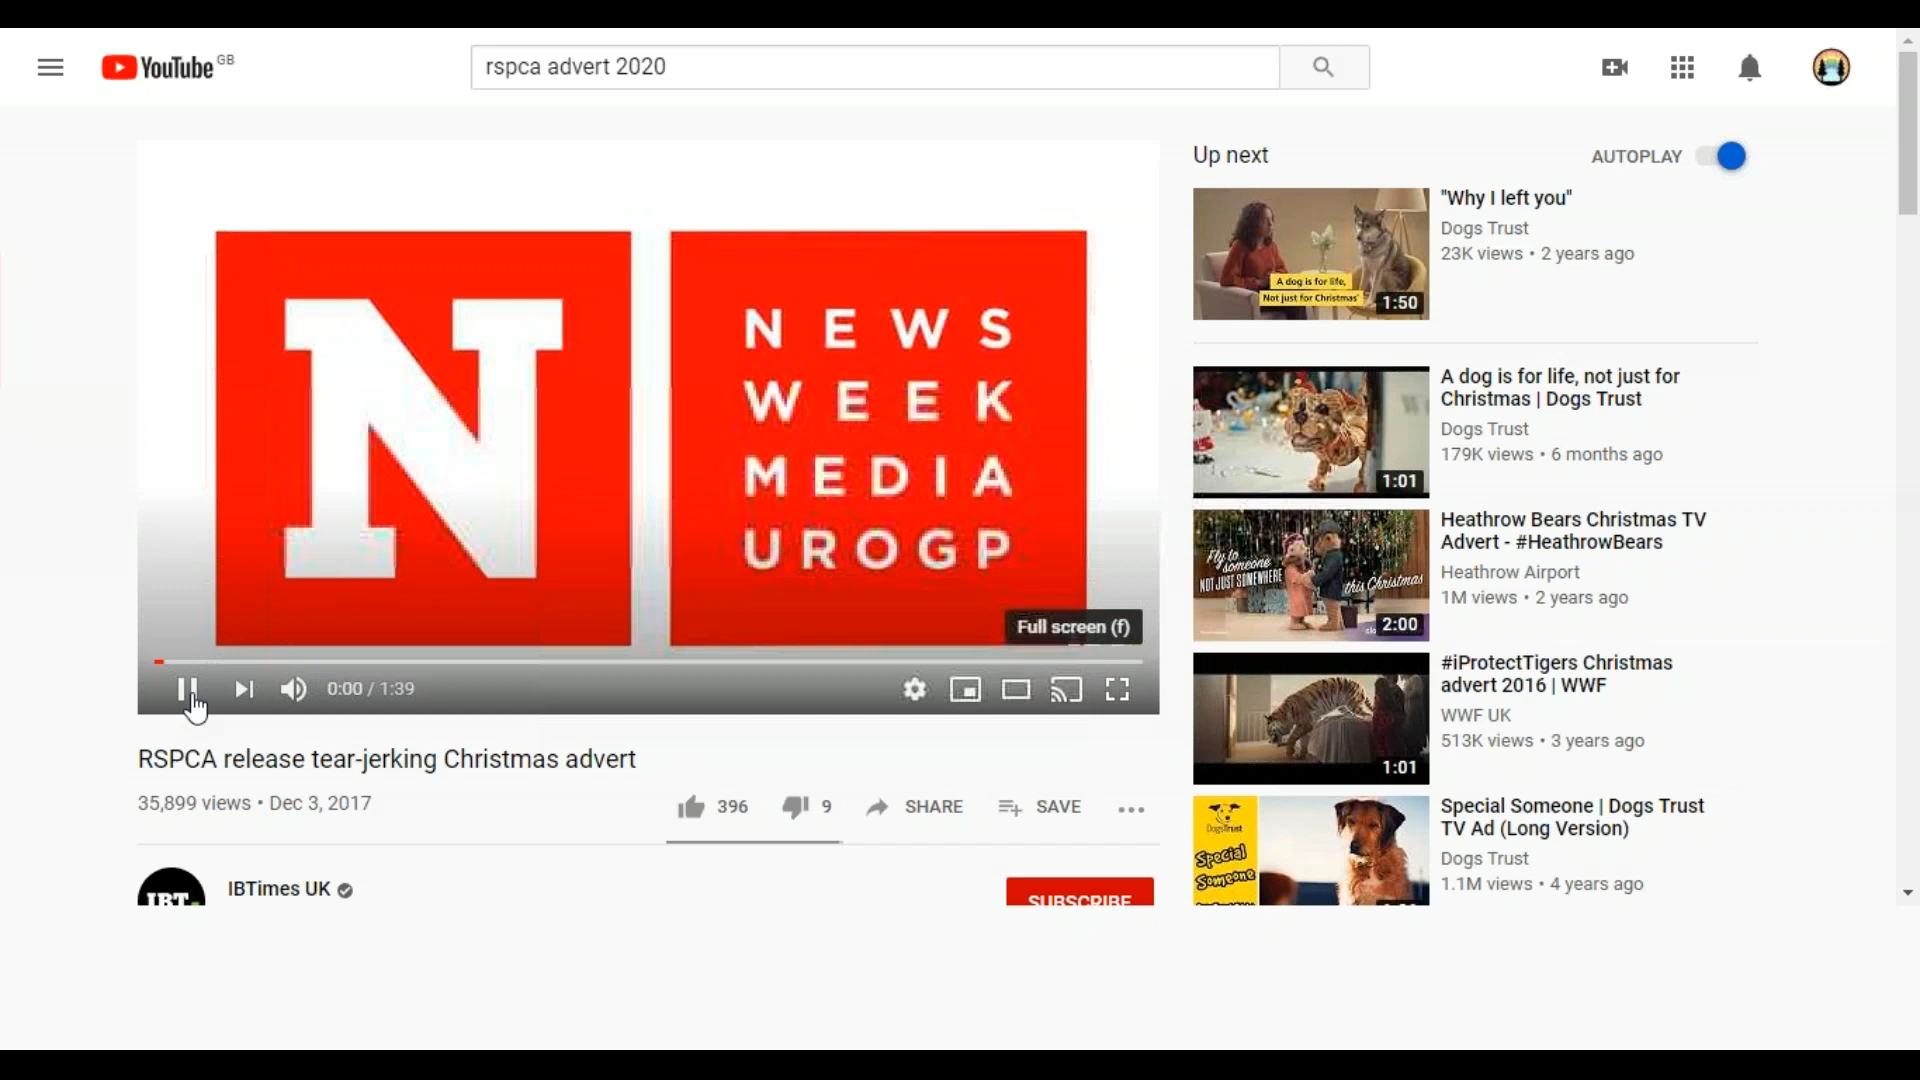 YouTube GB
rspca advert 2020
NEWS
WEEK
MEDIA
UROGP
Full screen (f)
0:00 / 1:39
RSPCA release tear-jerking Christmas advert
35,899 views • Dec 3, 2017
396
9
SHARE
SAVE
IBT
IBTimes UK
SUBSCRIBE
Up next
AUTOPLAY
A dog is for life,
Not just for Christmas'
1:50
"Why I left you"
Dogs Trust
23K views • 2 years ago
1:01
A dog is for life, not just for
Christmas | Dogs Trust
Dogs Trust
179K views • 6 months ago
Fly to
someone
NOT JUST SOMEWHERE
this Christmas
2:00
Heathrow Bears Christmas TV
Advert - #HeathrowBears
Heathrow Airport
1M views • 2 years ago
1:01
#iProtectTigers Christmas
advert 2016 | WWF
WWF UK
513K views • 3 years ago
DogsTrust
Special
Someone
Special Someone | Dogs Trust
TV Ad (Long Version)
Dogs Trust
1.1M views • 4 years ago